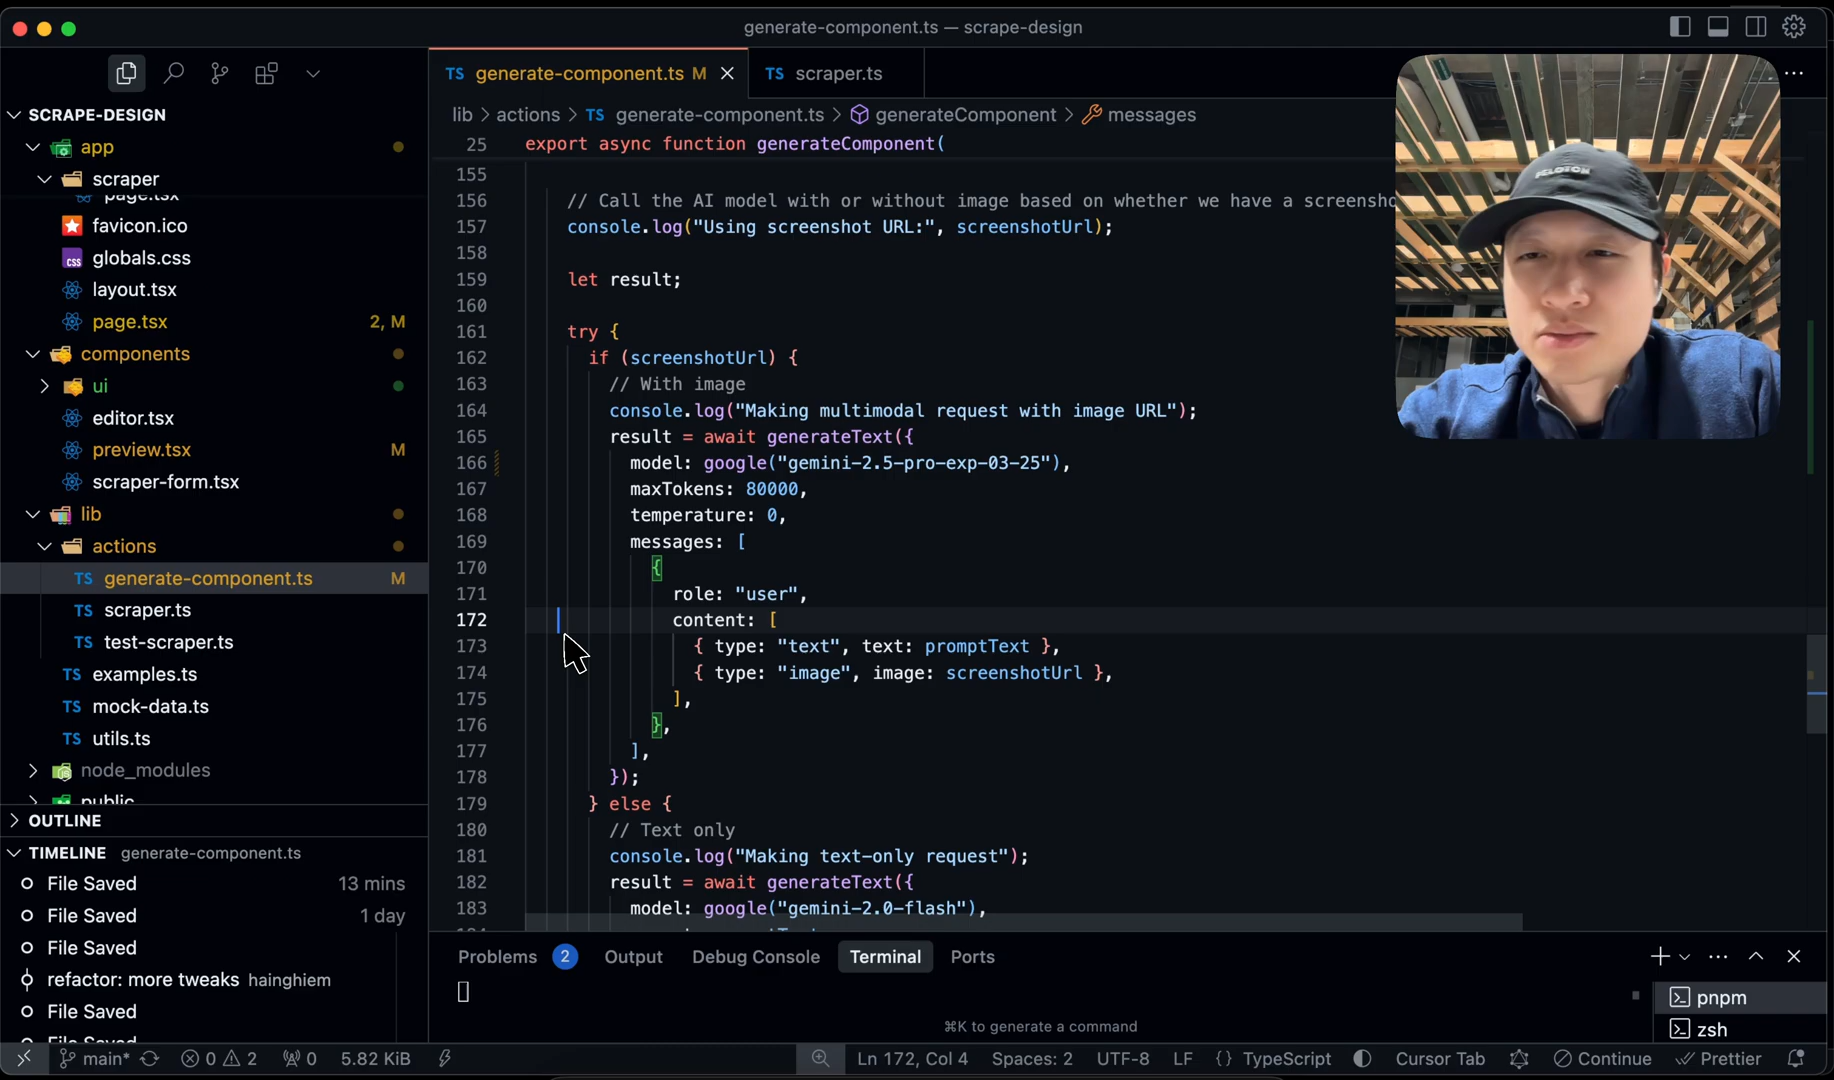 generate-component.ts — scrape-design
SCRAPE-DESIGN
app
scraper
page.tsx
favicon.ico
globals.css
layout.tsx
page.tsx 2, M
components
ui
editor.tsx
preview.tsx M
scraper-form.tsx
lib
actions
TS generate-component.ts M
TS scraper.ts
TS test-scraper.ts
TS examples.ts
TS mock-data.ts
TS utils.ts
node_modules
public
OUTLINE
TIMELINE generate-component.ts
File Saved 13 mins
File Saved 1 day
File Saved
refactor: more tweaks hainghiem
File Saved
File Saved
TS generate-component.ts M
TS scraper.ts
lib > actions > TS generate-component.ts > generateComponent > messages
25 export async function generateComponent(
155
156 // Call the AI model with or without image based on whether we have a screensho
157 console.log("Using screenshot URL:", screenshotUrl);
158
159 let result;
160
161 try {
162 if (screenshotUrl) {
163 // With image
164 console.log("Making multimodal request with image URL");
165 result = await generateText({
166 model: google("gemini-2.5-pro-exp-03-25"),
167 maxTokens: 80000,
168 temperature: 0,
169 messages: [
170 {
171 role: "user",
172 content: [
173 { type: "text", text: promptText },
174 { type: "image", image: screenshotUrl },
175 ],
176 },
177 ],
178 });
179 } else {
180 // Text only
181 console.log("Making text-only request");
182 result = await generateText({
183 model: google("gemini-2.0-flash"),
PELOTON
Problems 2 Output Debug Console Terminal Ports
⌘K to generate a command
pnpm
zsh
main* 0 2 0 5.82 KiB Ln 172, Col 4 Spaces: 2 UTF-8 LF {} TypeScript Cursor Tab Continue Prettier